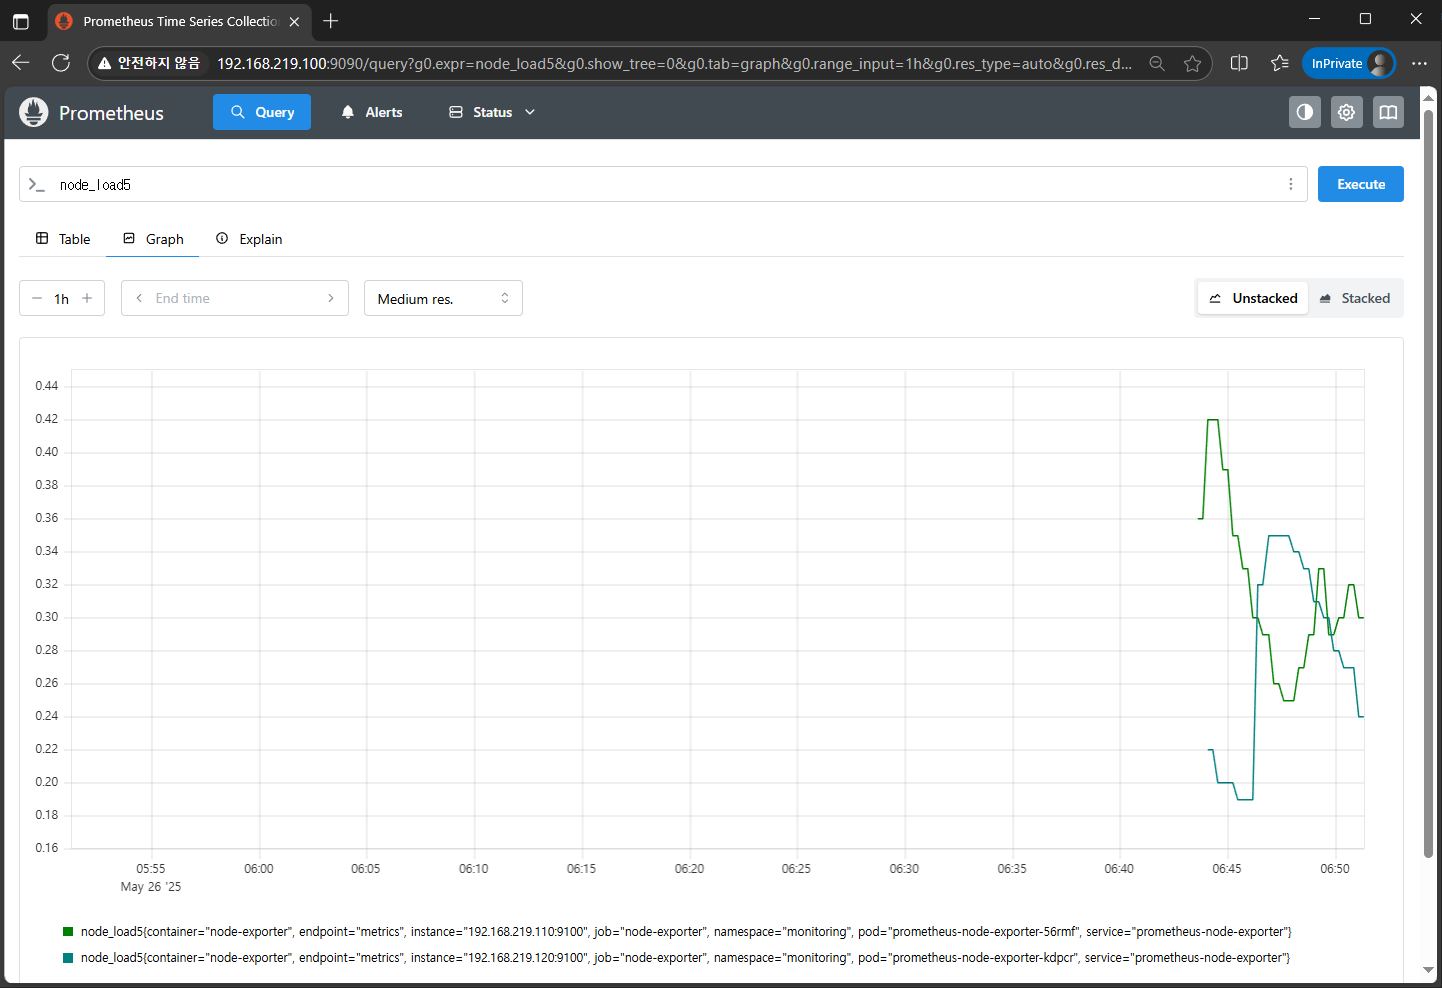 Prometheus Time Series Collectio
안전하지 않음 192.168.219.100:9090/query?g0.expr=node_load5&g0.show_tree=0&g0.tab=graph&g0.range_input=1h&g0.res_type=auto&g0.res_d...
InPrivate
Prometheus
Query
Alerts
Status
node_load5
Execute
Table
Graph
Explain
1h
End time
Medium res.
Unstacked
Stacked
0.44
0.42
0.40
0.38
0.36
0.34
0.32
0.30
0.28
0.26
0.24
0.22
0.20
0.18
0.16
05:55 06:00 06:05 06:10 06:15 06:20 06:25 06:30 06:35 06:40 06:45 06:50
May 26 '25
node_load5{container="node-exporter", endpoint="metrics", instance="192.168.219.110:9100", job="node-exporter", namespace="monitoring", pod="prometheus-node-exporter-56rmf", service="prometheus-node-exporter"}
node_load5{container="node-exporter", endpoint="metrics", instance="192.168.219.120:9100", job="node-exporter", namespace="monitoring", pod="prometheus-node-exporter-kdpcr", service="prometheus-node-exporter"}